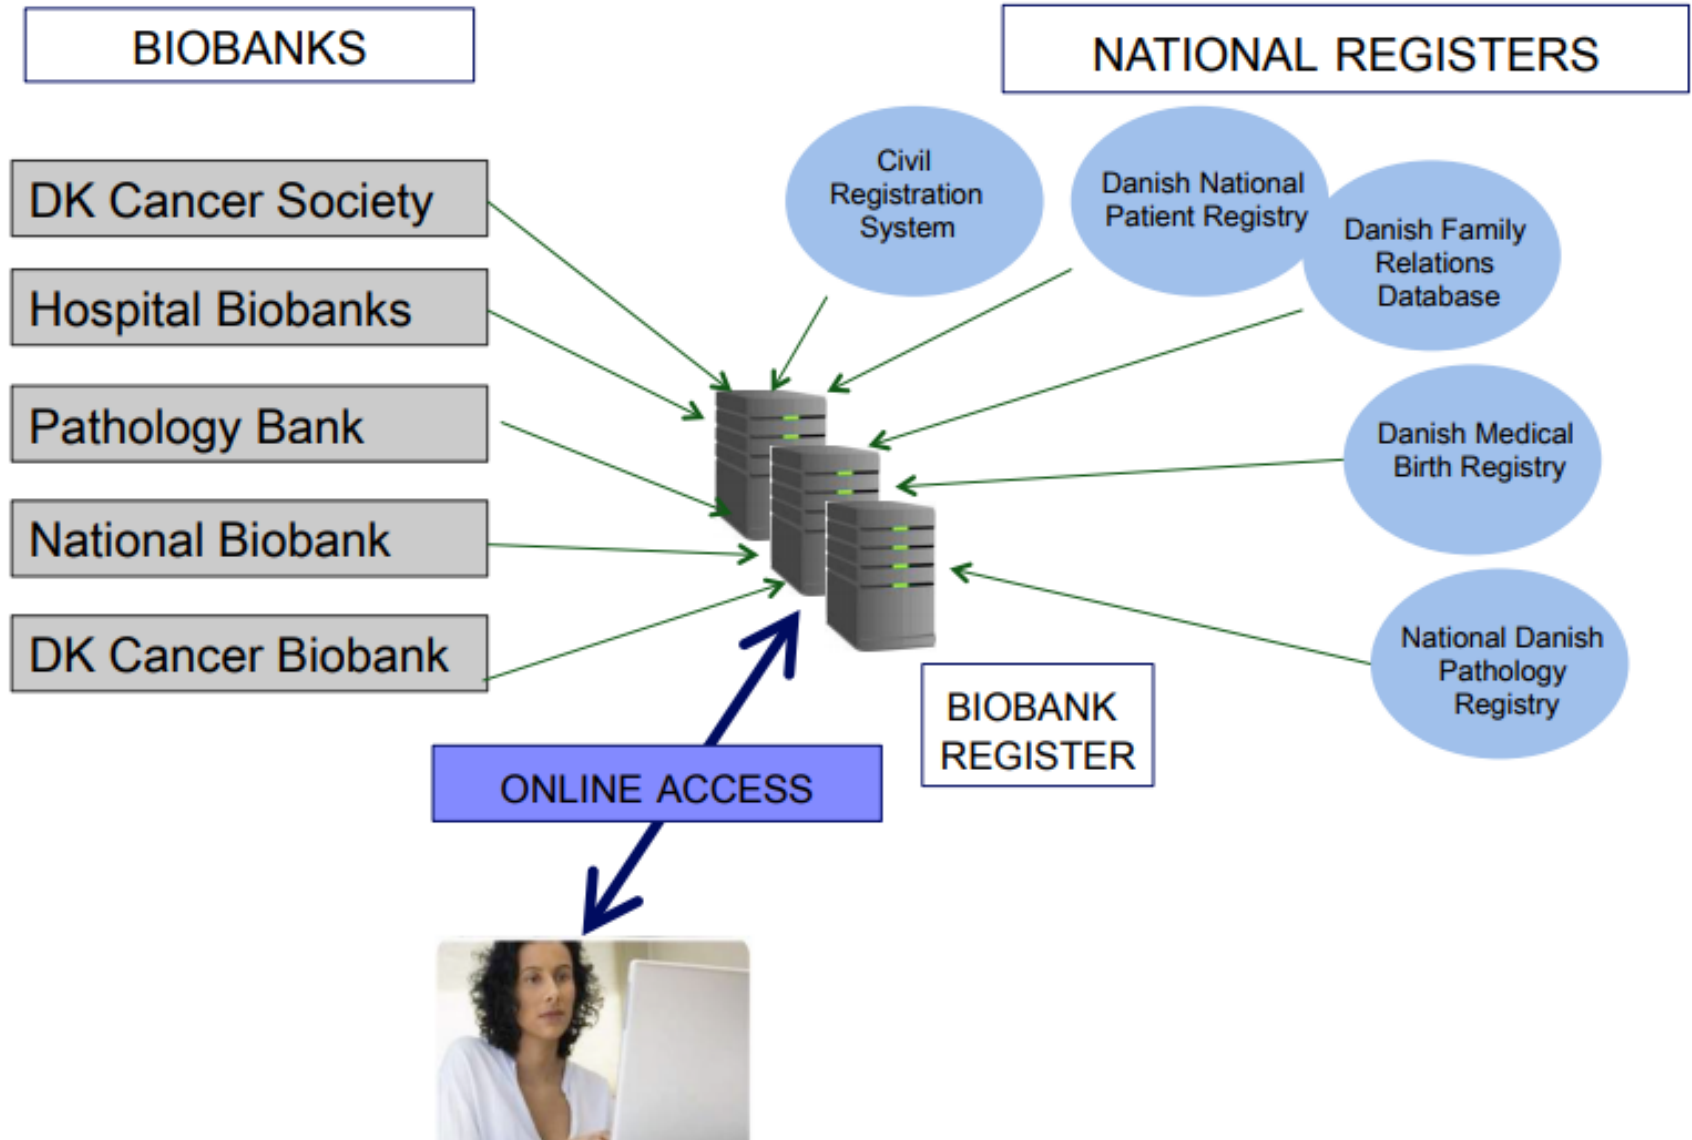 BIOBANKS
NATIONAL REGISTERS
DK Cancer Society
Hospital Biobanks
Pathology Bank
National Biobank
DK Cancer Biobank
Civil
Registration
System
Danish National
Patient Registry
Danish Family
Relations
Database
Danish Medical
Birth Registry
National Danish
Pathology
Registry
BIOBANK
REGISTER
ONLINE ACCESS